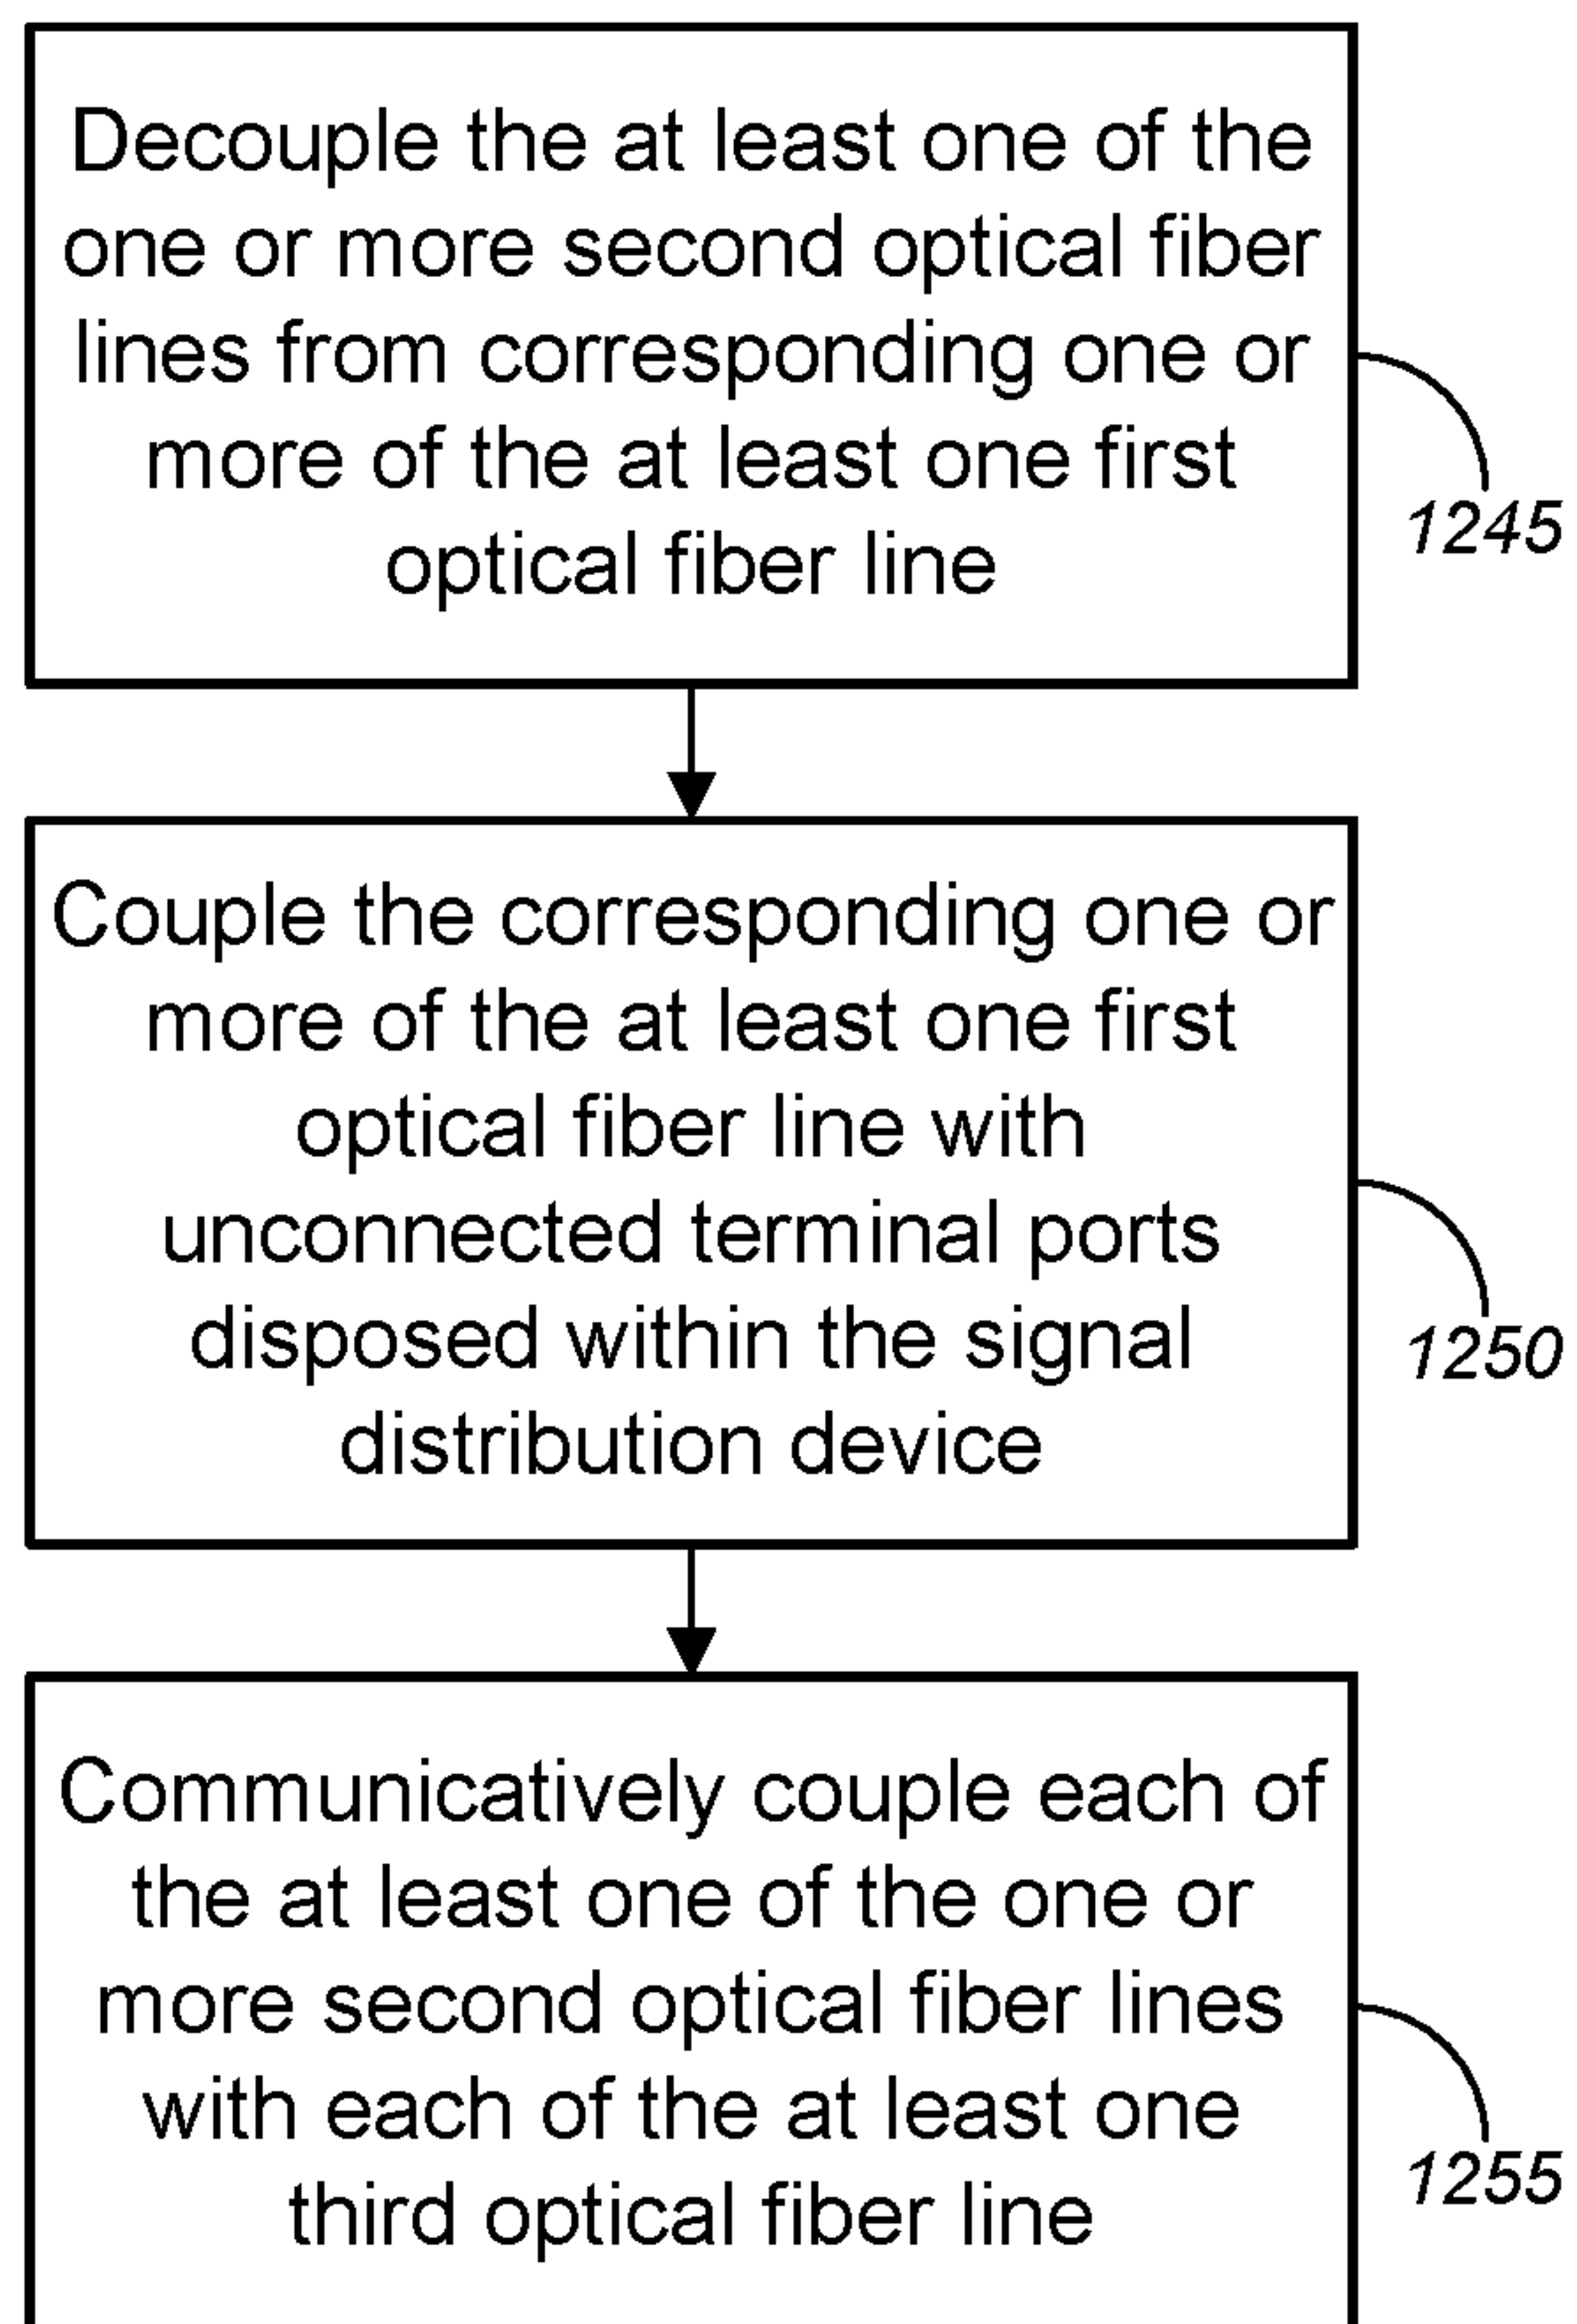 Decouple the at least one of the
one or more second optical fiber
lines from corresponding one or
more of the at least one first
optical fiber line
1245
Couple the corresponding one or
more of the at least one first
optical fiber line with
unconnected terminal ports
disposed within the signal
distribution device
1250
Communicatively couple each of
the at least one of the one or
more second optical fiber lines
with each of the at least one
third optical fiber line
1255